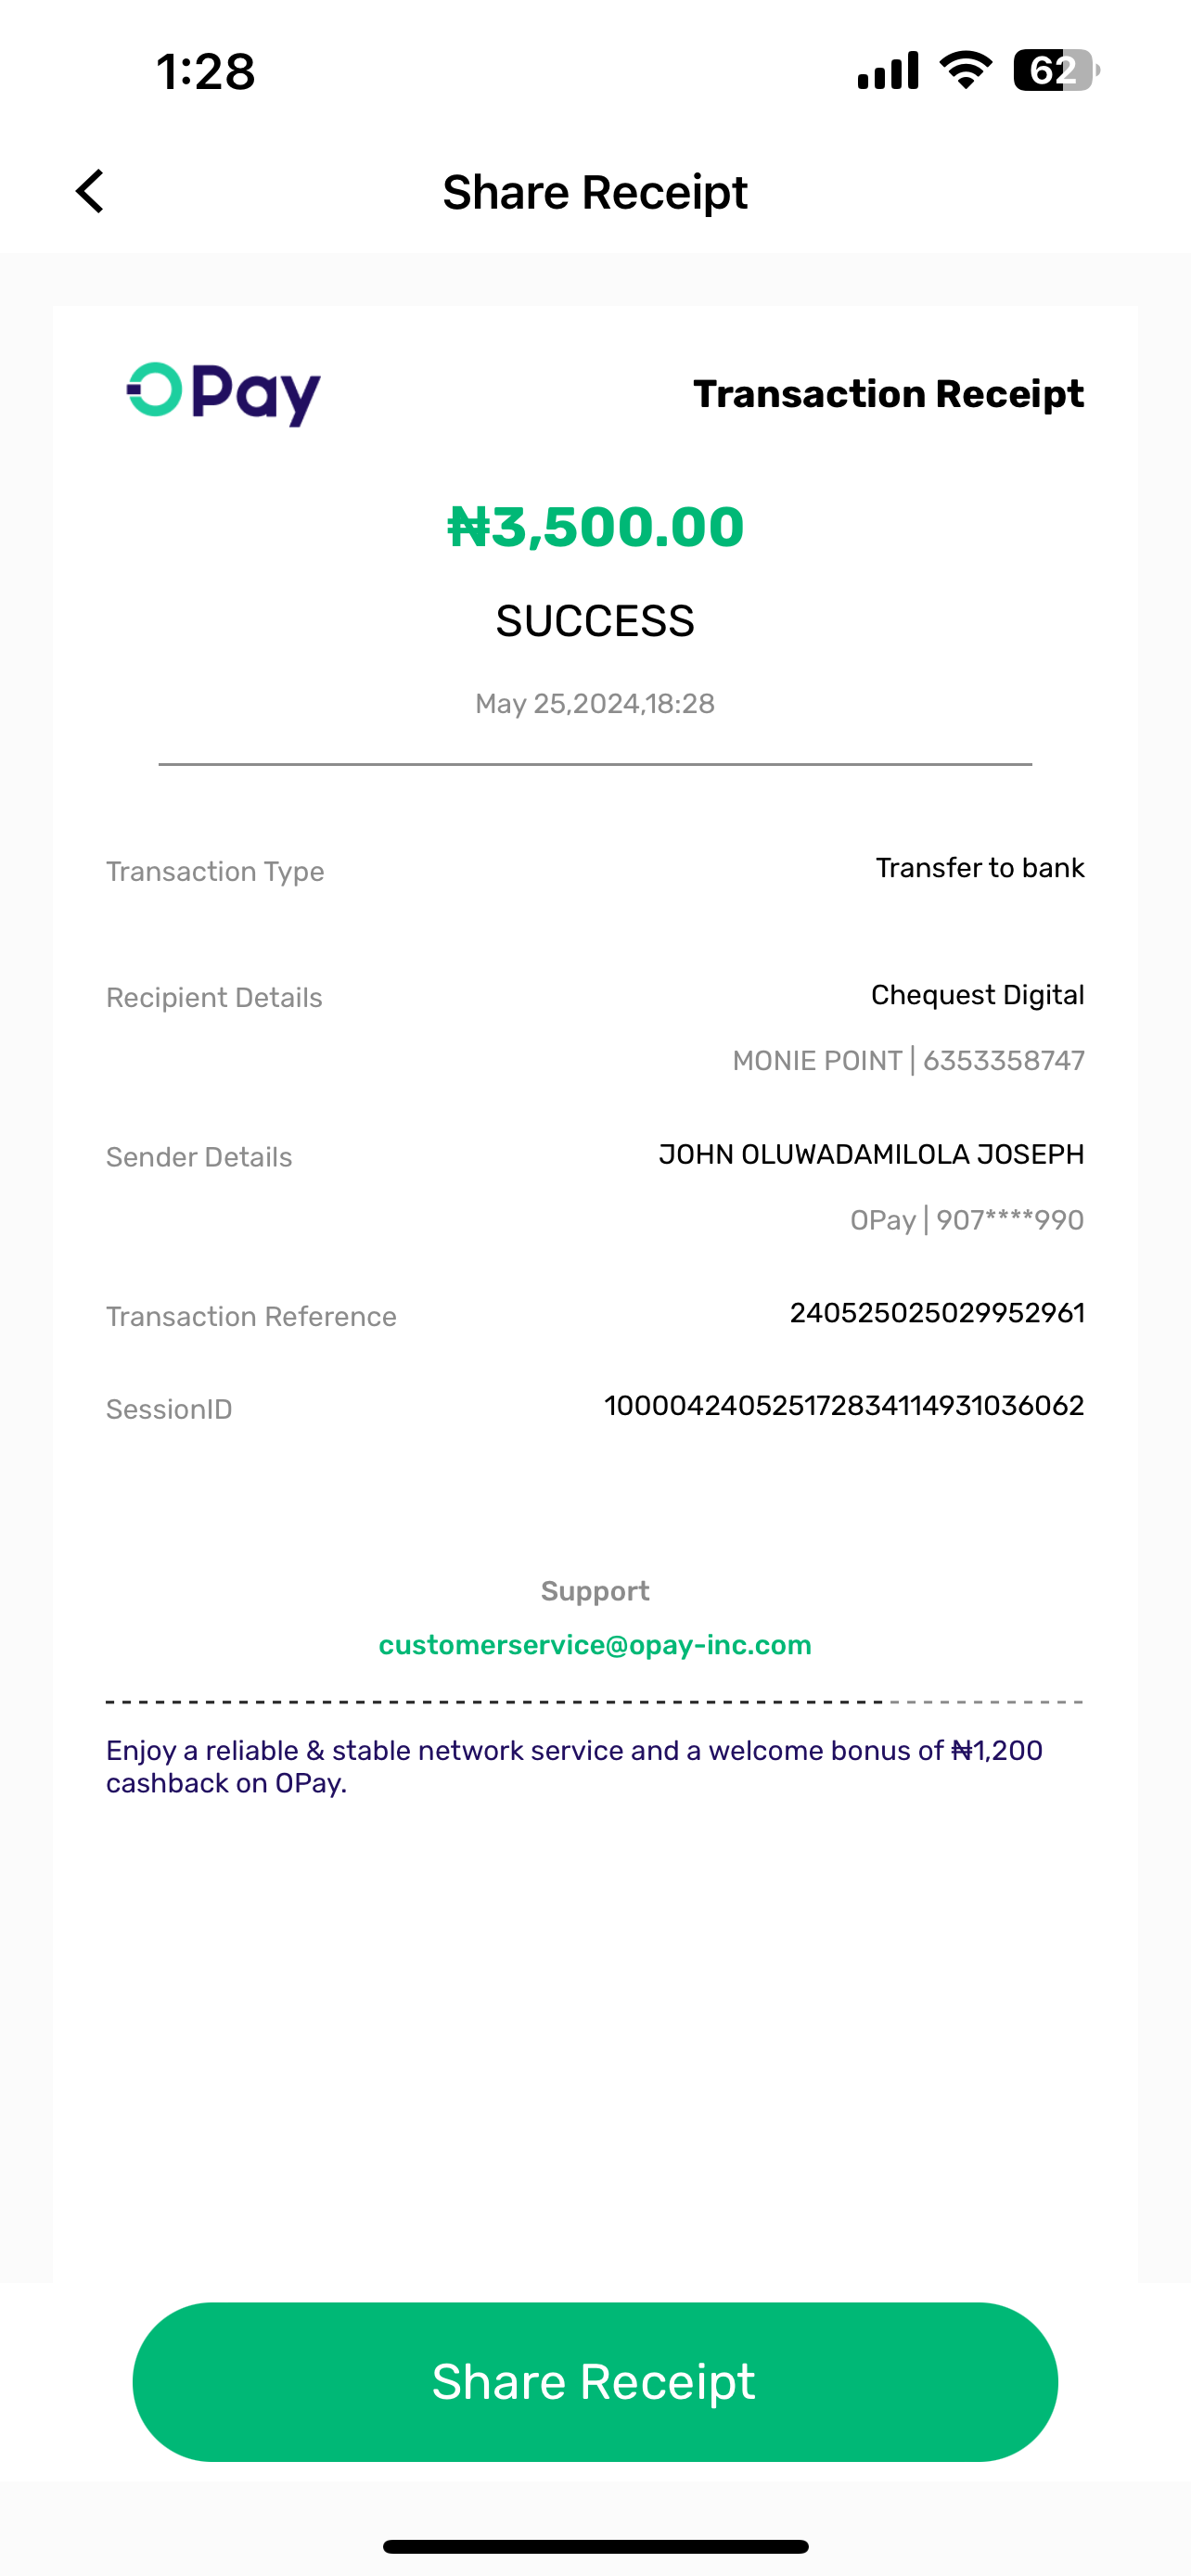 1:28
62
Share Receipt
OPay
Transaction Receipt
₦3,500.00
SUCCESS
May 25,2024,18:28
Transaction Type
Transfer to bank
Recipient Details
Chequest Digital
MONIE POINT | 6353358747
Sender Details
JOHN OLUWADAMILOLA JOSEPH
OPay | 907****990
Transaction Reference
240525025029952961
SessionID
100004240525172834114931036062
Support
customerservice@opay-inc.com
Enjoy a reliable & stable network service and a welcome bonus of ₦1,200
cashback on OPay.
Share Receipt